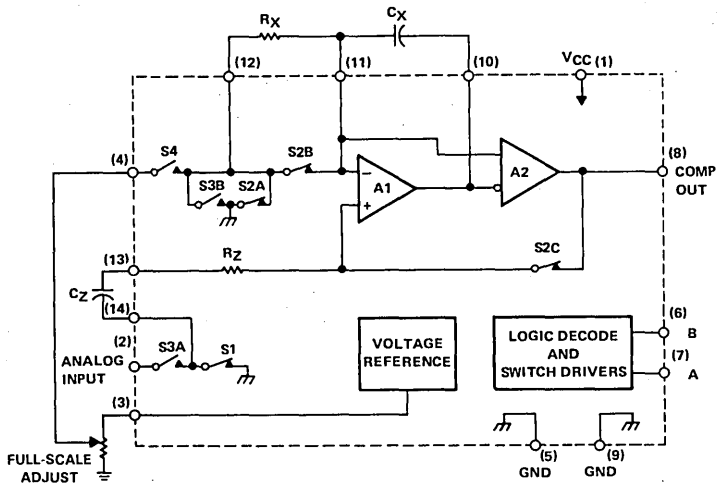 RX
CX
(12)
(11)
(10)
VCC (1)
(4)
S4
S2B
(8)
COMP
OUT
S3B
S2A
−
A1
+
A2
(13)
RZ
S2C
CZ
(14)
(2)
ANALOG
INPUT
S3A
S1
VOLTAGE
REFERENCE
LOGIC DECODE
AND
SWITCH DRIVERS
(6)
B
(7)
A
(3)
FULL-SCALE
ADJUST
(5)
GND
(9)
GND